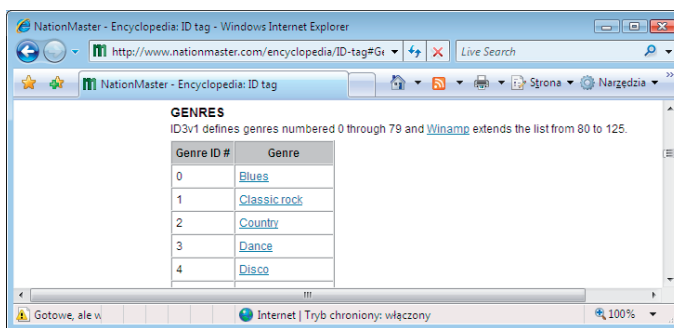 NationMaster - Encyclopedia: ID tag - Windows Internet Explorer
http://www.nationmaster.com/encyclopedia/ID-tag#Ge
Live Search
NationMaster - Encyclopedia: ID tag
Strona
Narzędzia
GENRES
ID3v1 defines genres numbered 0 through 79 and Winamp extends the list from 80 to 125.
Genre ID # Genre
0 Blues
1 Classic rock
2 Country
3 Dance
4 Disco
Gotowe, ale w
Internet | Tryb chroniony: włączony
100%